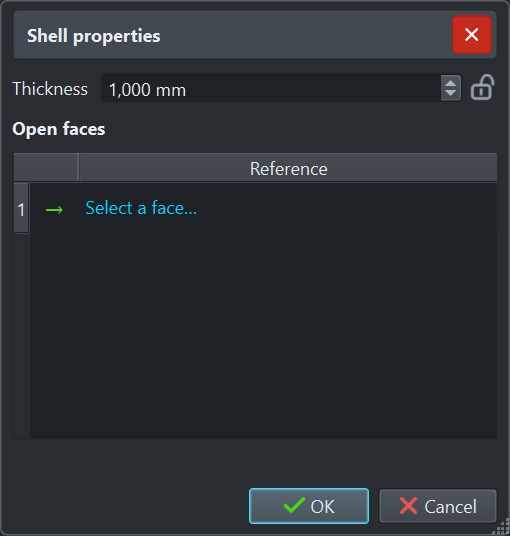 Shell properties
Thickness 1,000 mm
Open faces
Reference
1 → Select a face...
OK Cancel